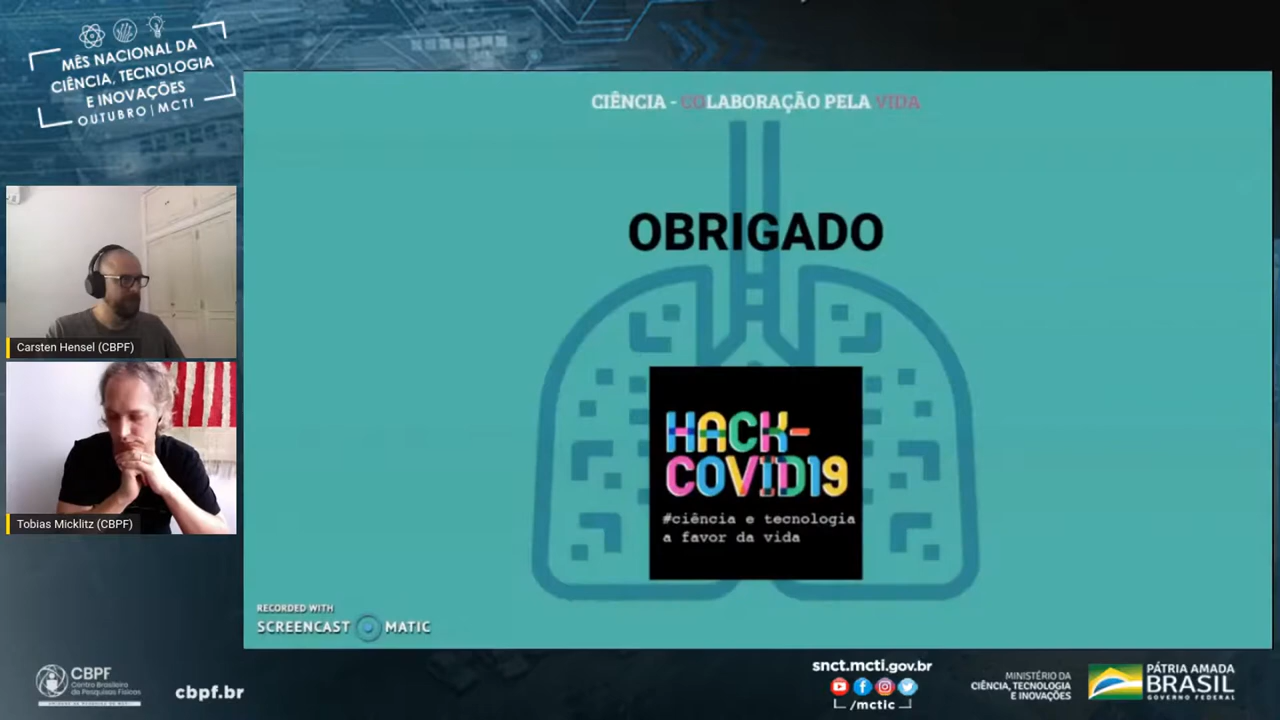 MÊS NACIONAL DA
CIÊNCIA, TECNOLOGIA
E INOVAÇÕES
OUTUBRO | MCTI
CIÊNCIA - COLABORAÇÃO PELA VIDA
OBRIGADO
HACK-
COVID19
#ciência e tecnologia
a favor da vida
Carsten Hensel (CBPF)
Tobias Micklitz (CBPF)
RECORDED WITH
SCREENCAST MATIC
CBPF
Centro Brasileiro
de Pesquisas Físicas
cbpf.br
snct.mcti.gov.br
/mctic
MINISTÉRIO DA
CIÊNCIA, TECNOLOGIA
E INOVAÇÕES
PÁTRIA AMADA
BRASIL
GOVERNO FEDERAL